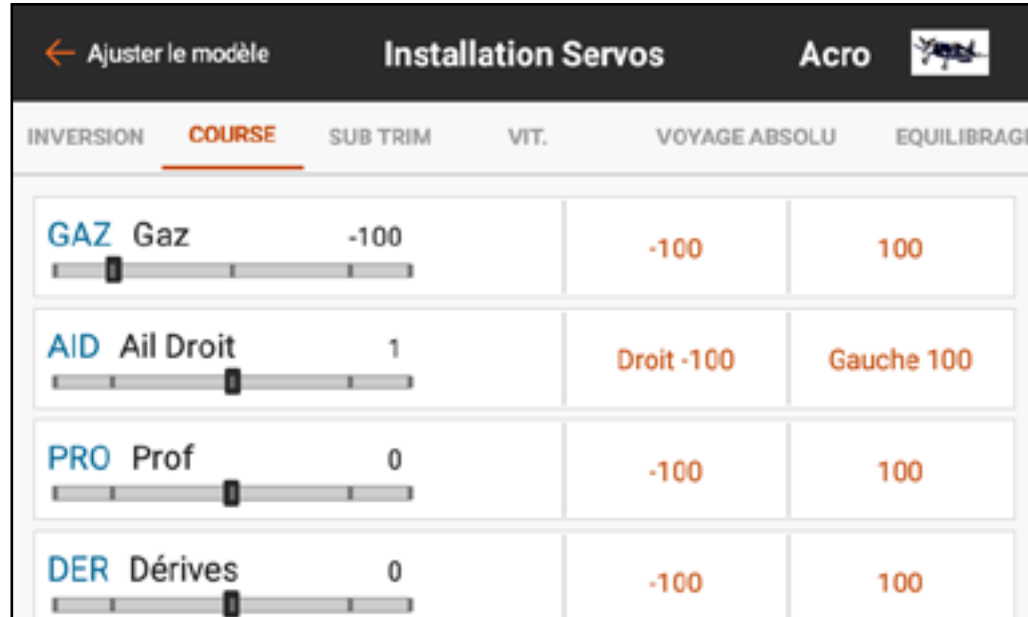 ← Ajuster le modèle Installation Servos Acro
INVERSION COURSE SUB TRIM VIT. VOYAGE ABSOLU EQUILIBRAGE
GAZ Gaz -100 -100 100
AID Ail Droit 1 Droit -100 Gauche 100
PRO Prof 0 -100 100
DER Dérives 0 -100 100